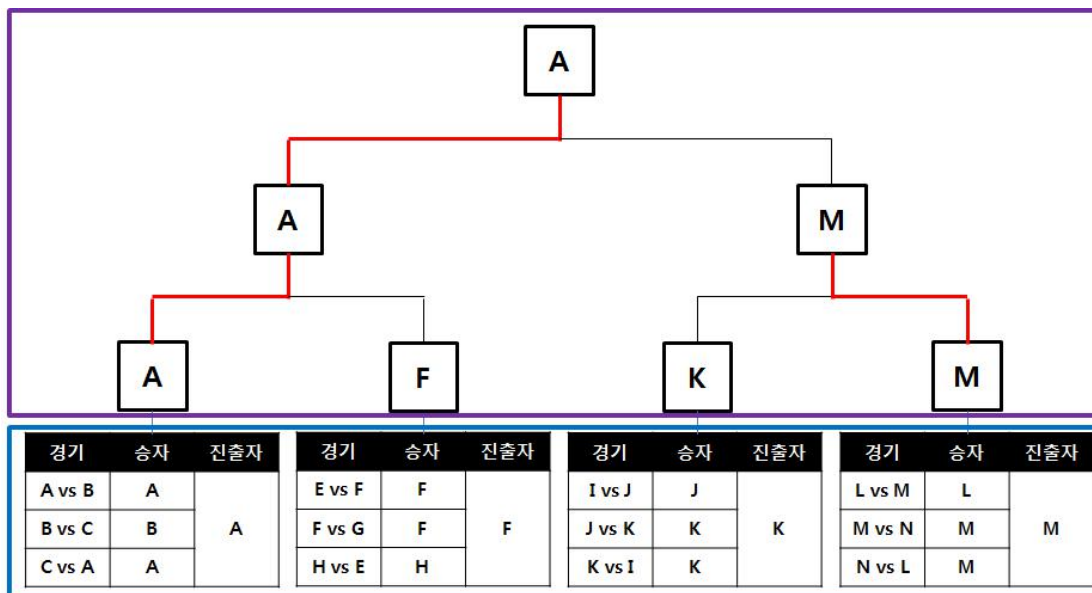 A
A
M
A
F
K
M
경기 승자 진출자
A vs B A
B vs C B A
C vs A A
경기 승자 진출자
E vs F F
F vs G F F
H vs E H
경기 승자 진출자
I vs J J
J vs K K K
K vs I K
경기 승자 진출자
L vs M L
M vs N M M
N vs L M